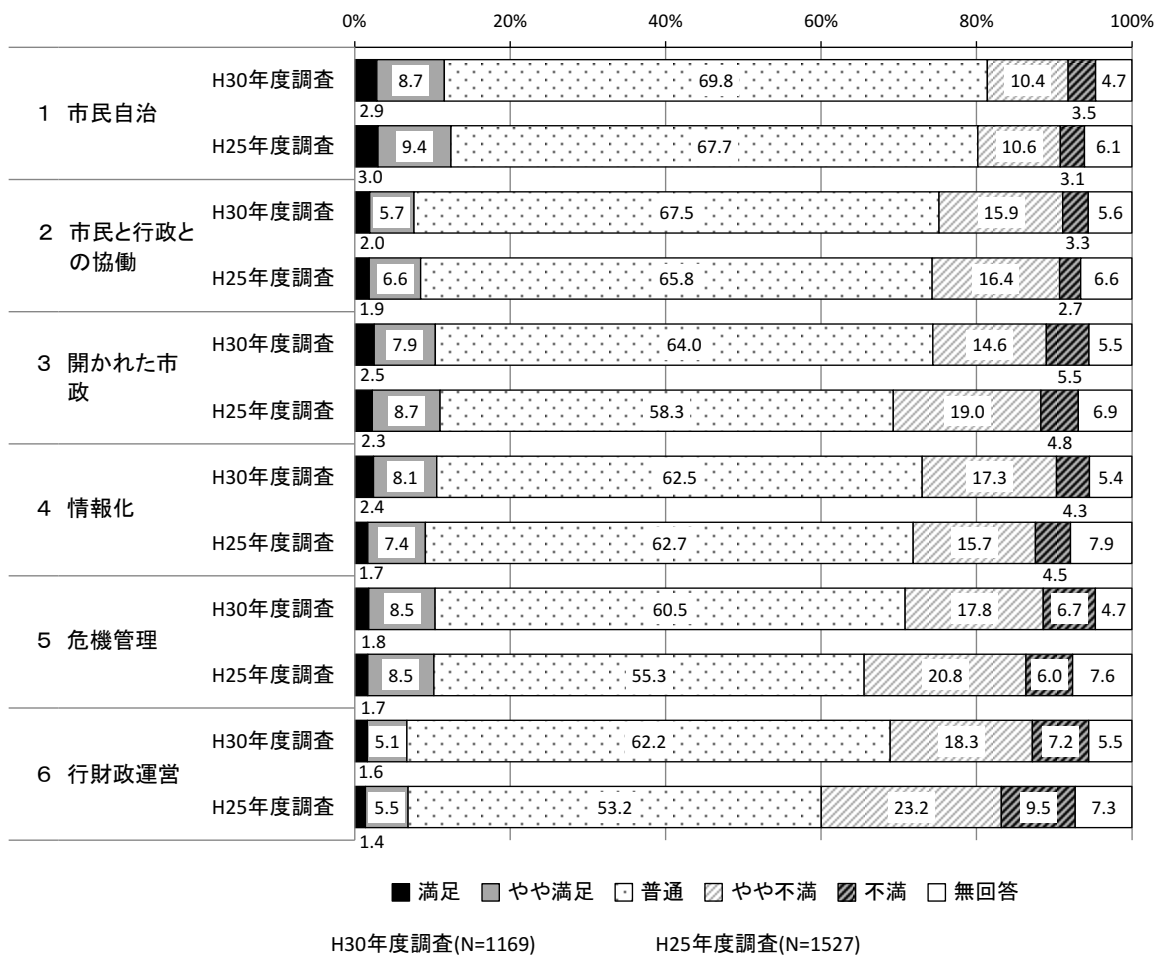 0% 20% 40% 60% 80% 100%
1 市民自治
H30年度調査 8.7 69.8 10.4 4.7
2.9 3.5
H25年度調査 9.4 67.7 10.6 6.1
3.0 3.1
2 市民と行政と
の協働
H30年度調査 5.7 67.5 15.9 5.6
2.0 3.3
H25年度調査 6.6 65.8 16.4 6.6
1.9 2.7
3 開かれた市
政
H30年度調査 7.9 64.0 14.6 5.5
2.5 5.5
H25年度調査 8.7 58.3 19.0 6.9
2.3 4.8
4 情報化
H30年度調査 8.1 62.5 17.3 5.4
2.4 4.3
H25年度調査 7.4 62.7 15.7 7.9
1.7 4.5
5 危機管理
H30年度調査 8.5 60.5 17.8 6.7 4.7
1.8
H25年度調査 8.5 55.3 20.8 6.0 7.6
1.7
6 行財政運営
H30年度調査 5.1 62.2 18.3 7.2 5.5
1.6
H25年度調査 5.5 53.2 23.2 9.5 7.3
1.4
満足 やや満足 普通 やや不満 不満 無回答
H30年度調査(N=1169) H25年度調査(N=1527)